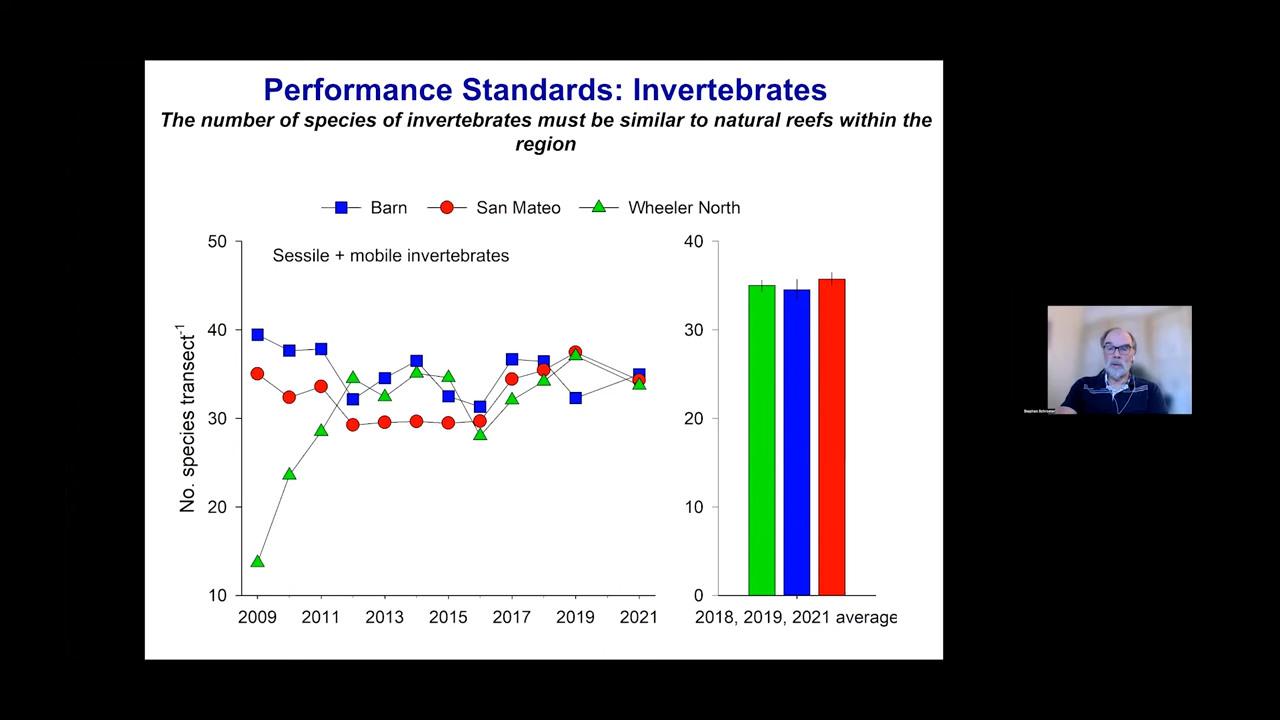 Performance Standards: Invertebrates
The number of species of invertebrates must be similar to natural reefs within the
region
Barn San Mateo Wheeler North
Sessile + mobile invertebrates
No. species transect-1
50
40
30
20
10
2009 2011 2013 2015 2017 2019 2021
40
30
20
10
0
2018, 2019, 2021 average
Stephen Schroeter